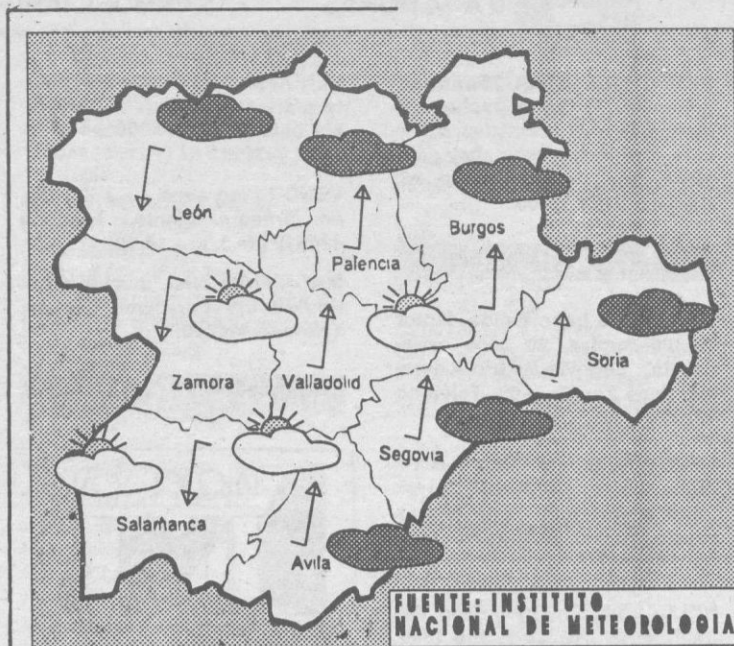 León
Burgos
Palencia
Soria
Zamora
Valladolid
Segovia
Salamanca
Avila
FUENTE: INSTITUTO
NACIONAL DE METEOROLOGIA